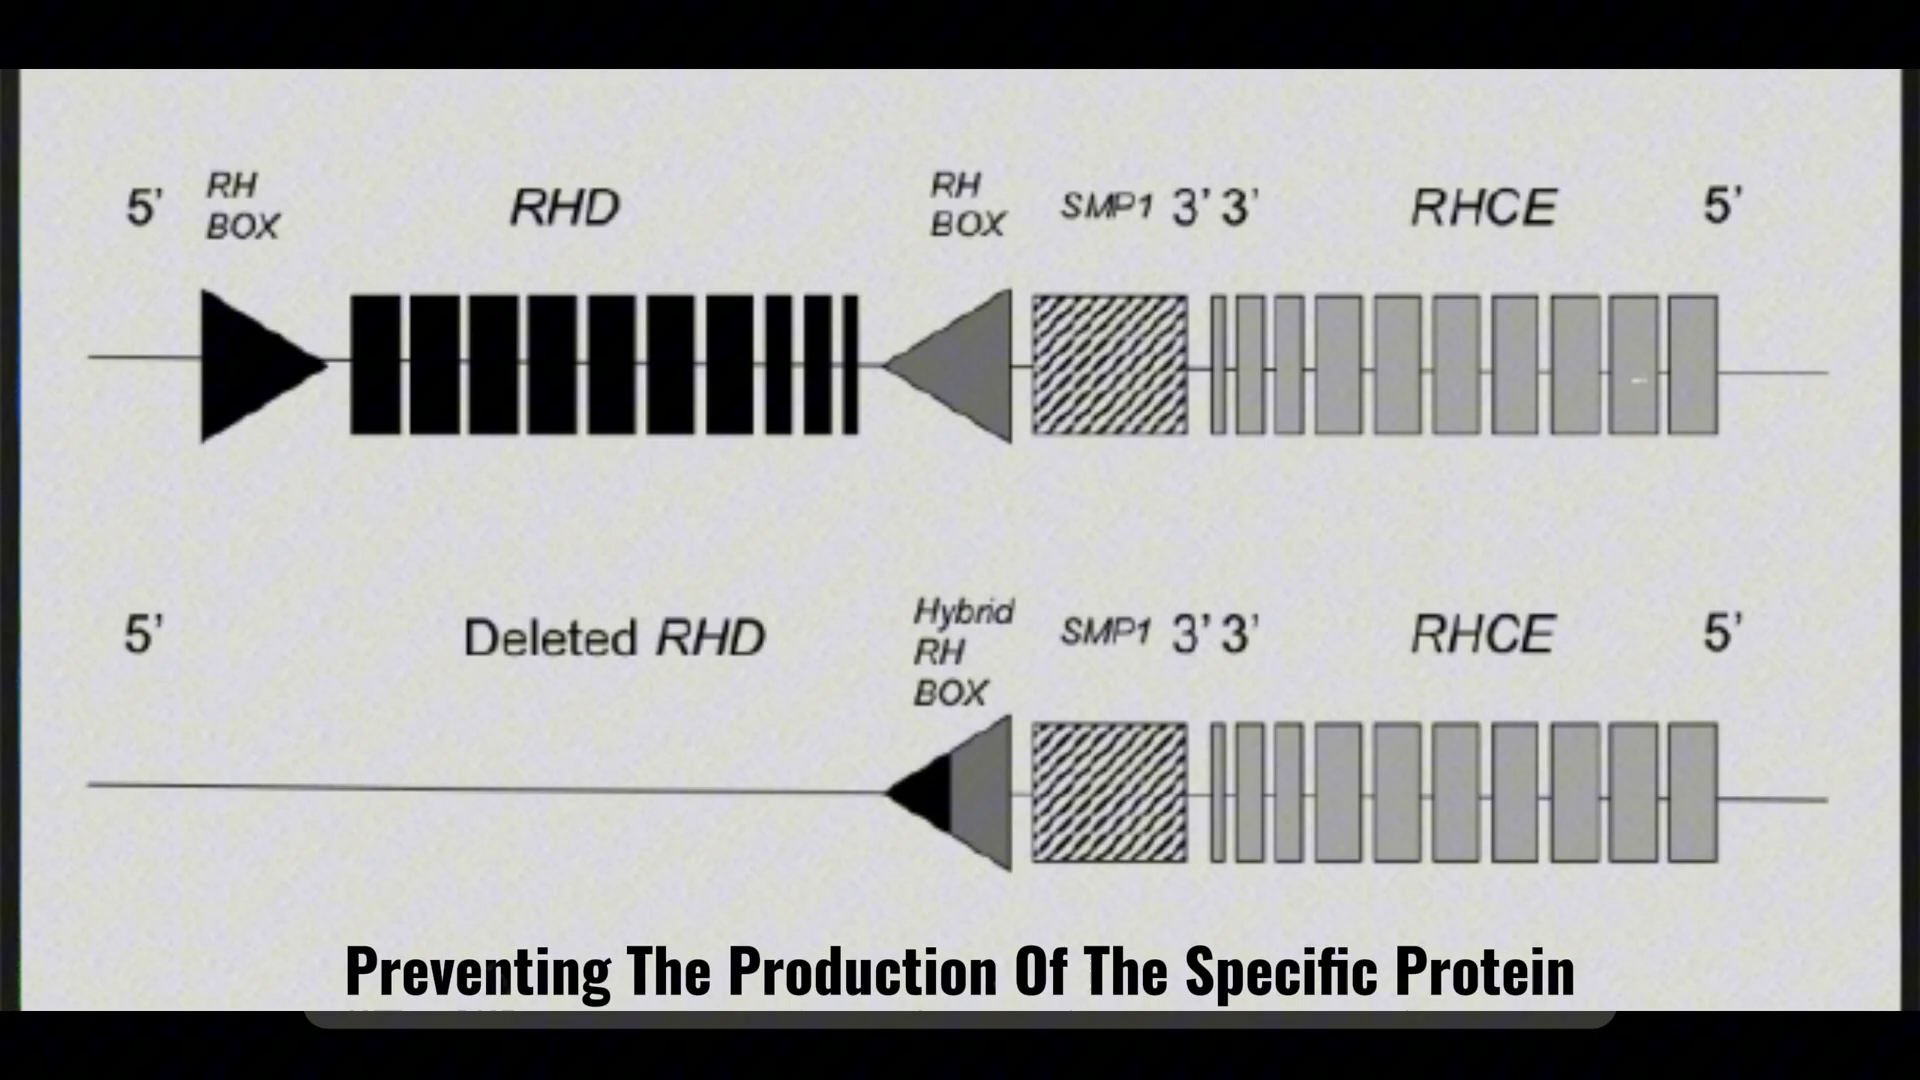 5' RH BOX RHD RH BOX SMP1 3' 3' RHCE 5'
5' Deleted RHD Hybrid RH BOX SMP1 3' 3' RHCE 5'
Preventing The Production Of The Specific Protein